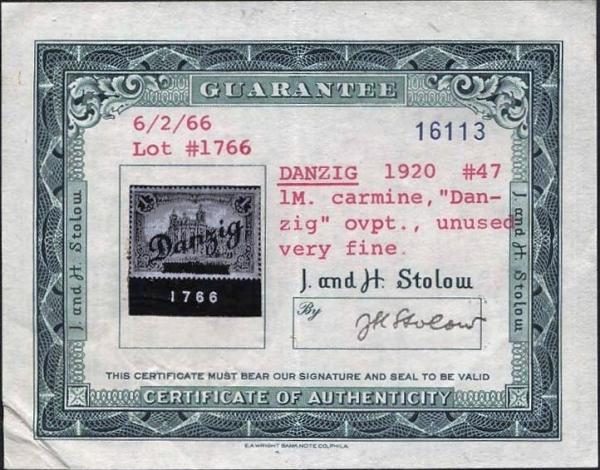 GUARANTEE
6/2/66
Lot #1766
16113
DANZIG 1920 #47
1M. carmine,"Dan-
zig" ovpt., unused
very fine.
Danzig
1766
J. and H. Stolow
J. and H. Stolow
J. and H. Stolow
By
JH Stolow
THIS CERTIFICATE MUST BEAR OUR SIGNATURE AND SEAL TO BE VALID
CERTIFICATE OF AUTHENTICITY
E.A.WRIGHT BANK NOTE CO., PHILA.